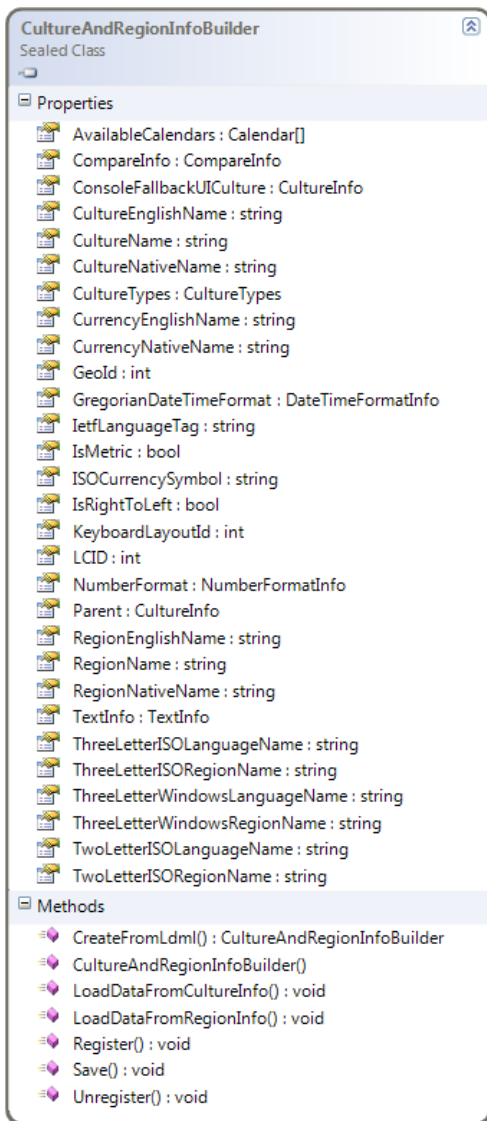 CultureAndRegionInfoBuilder
Sealed Class
Properties
AvailableCalendars : Calendar[]
CompareInfo : CompareInfo
ConsoleFallbackUICulture : CultureInfo
CultureEnglishName : string
CultureName : string
CultureNativeName : string
CultureTypes : CultureTypes
CurrencyEnglishName : string
CurrencyNativeName : string
GeoId : int
GregorianDateTimeFormat : DateTimeFormatInfo
IetfLanguageTag : string
IsMetric : bool
ISOCurrencySymbol : string
IsRightToLeft : bool
KeyboardLayoutId : int
LCID : int
NumberFormat : NumberFormatInfo
Parent : CultureInfo
RegionEnglishName : string
RegionName : string
RegionNativeName : string
TextInfo : TextInfo
ThreeLetterISOLanguageName : string
ThreeLetterISORegionName : string
ThreeLetterWindowsLanguageName : string
ThreeLetterWindowsRegionName : string
TwoLetterISOLanguageName : string
TwoLetterISORegionName : string
Methods
CreateFromLdml() : CultureAndRegionInfoBuilder
CultureAndRegionInfoBuilder()
LoadDataFromCultureInfo() : void
LoadDataFromRegionInfo() : void
Register() : void
Save() : void
Unregister() : void